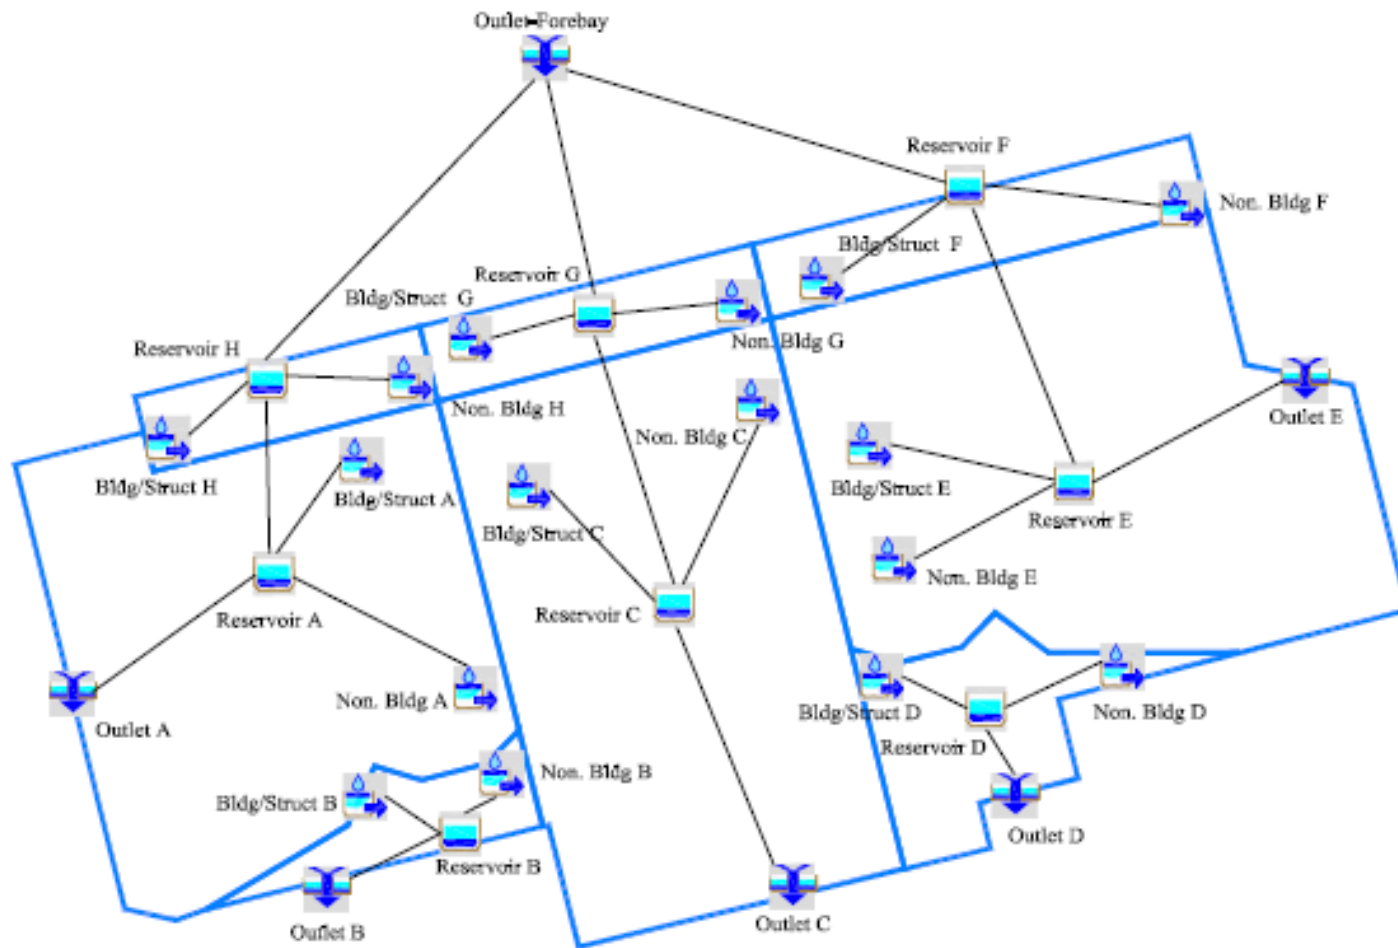 Outlet-Forebay
Reservoir F
Non. Bldg F
Bldg/Struct F
Reservoir G
Bldg/Struct G
Non. Bldg G
Reservoir H
Non. Bldg H
Non. Bldg C
Outlet E
Bldg/Struct H
Bldg/Struct A
Bldg/Struct E
Bldg/Struct C
Reservoir E
Non. Bldg E
Reservoir A
Reservoir C
Non. Bldg A
Bldg/Struct D
Non. Bldg D
Outlet A
Reservoir D
Non. Bldg B
Bldg/Struct B
Outlet D
Reservoir B
Outlet C
Outlet B